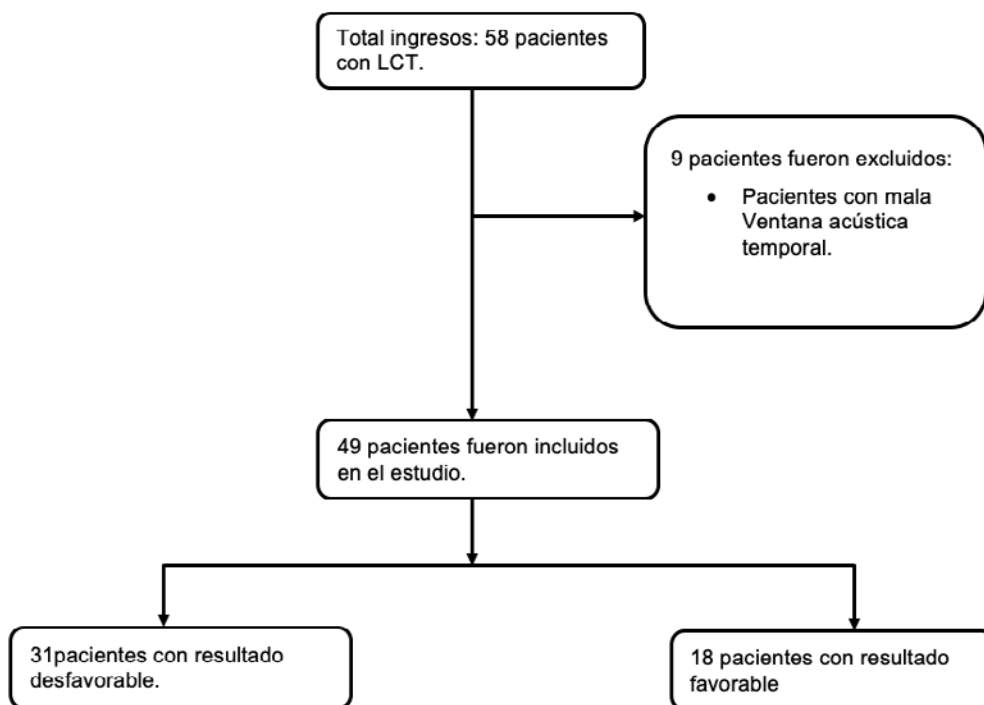 Total ingresos: 58 pacientes
con LCT.
9 pacientes fueron excluidos:
• Pacientes con mala
Ventana acústica
temporal.
49 pacientes fueron incluidos
en el estudio.
31pacientes con resultado
desfavorable.
18 pacientes con resultado
favorable